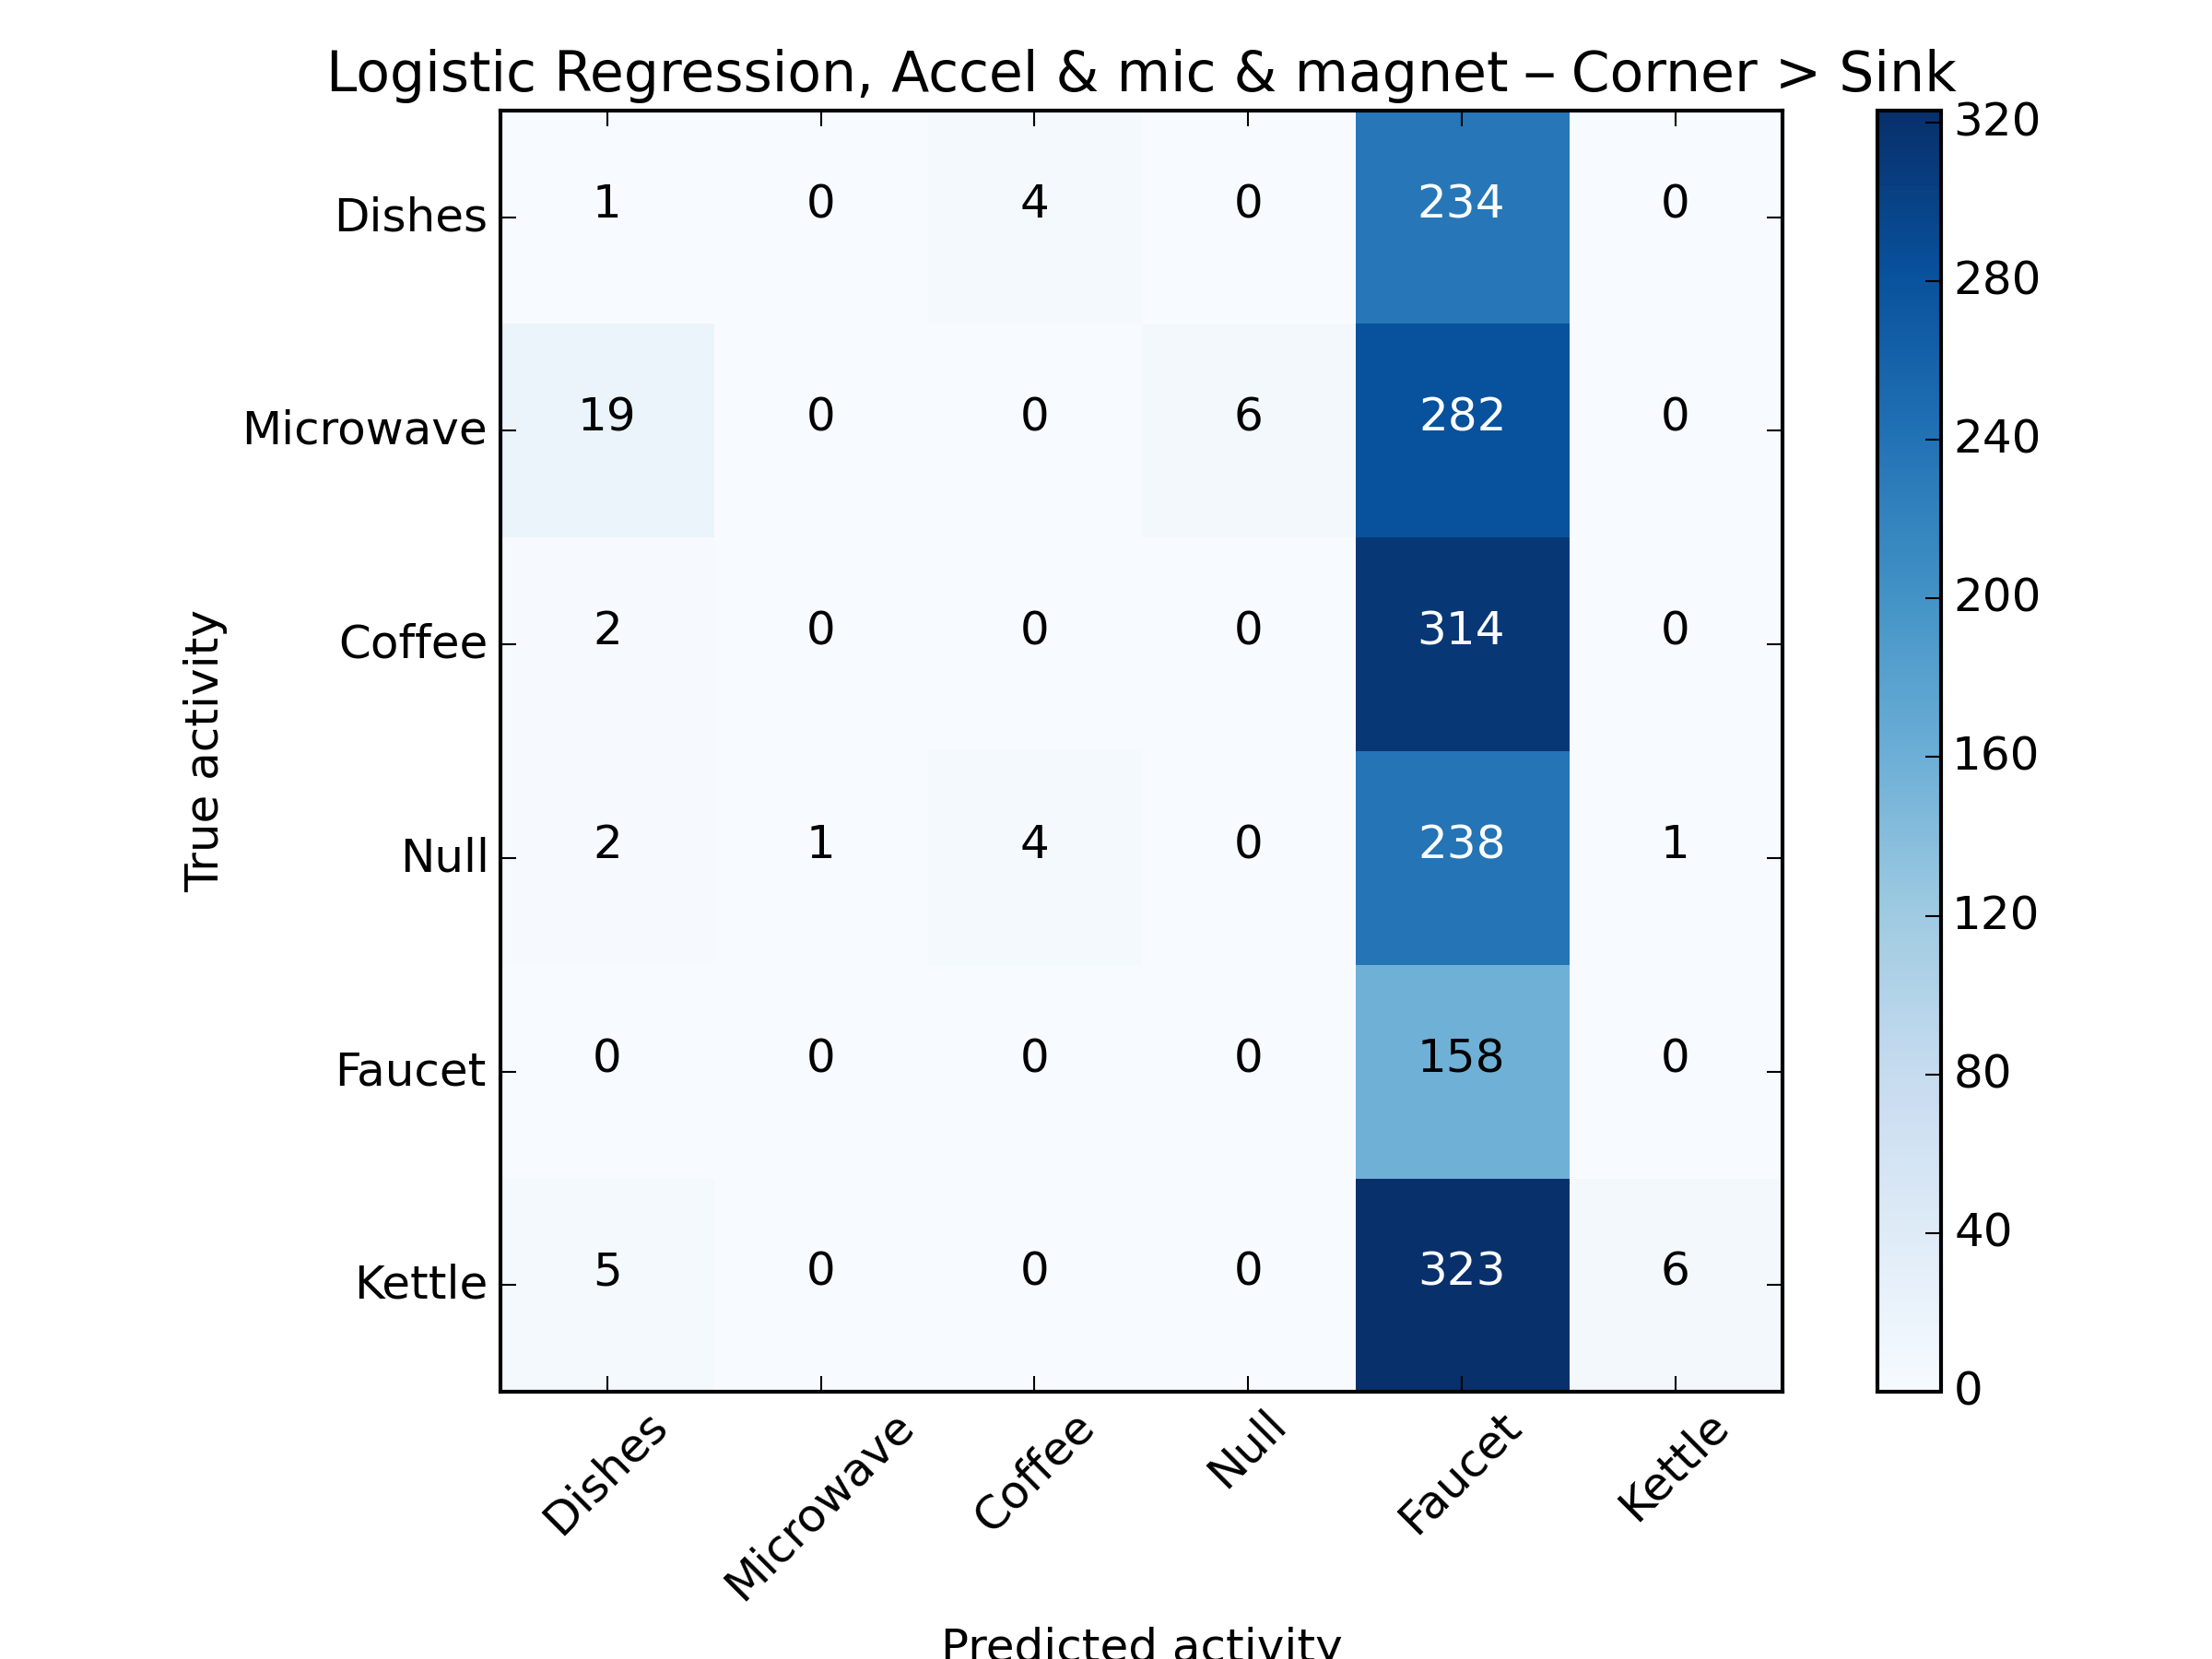 Logistic Regression, Accel & mic & magnet – Corner > Sink
Dishes 1 0 4 0 234 0
Microwave 19 0 0 6 282 0
Coffee 2 0 0 0 314 0
Null 2 1 4 0 238 1
Faucet 0 0 0 0 158 0
Kettle 5 0 0 0 323 6
True activity
Dishes Microwave Coffee Null Faucet Kettle
Predicted activity
320
280
240
200
160
120
80
40
0